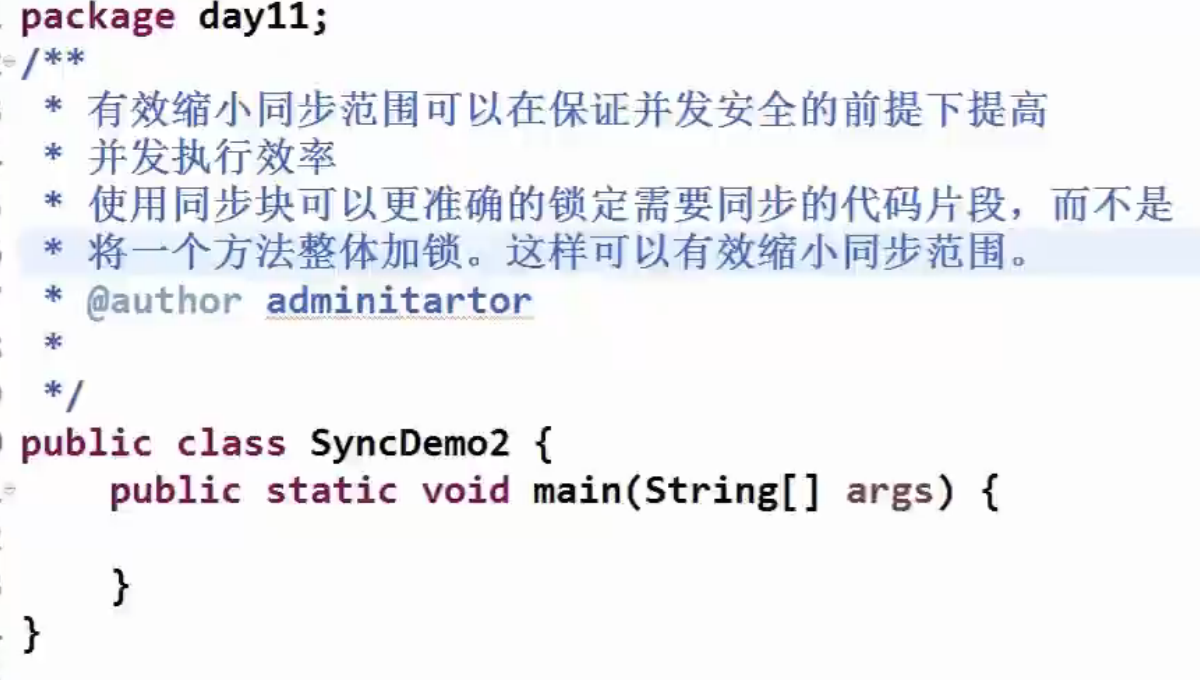 package day11;
/**
 * 有效缩小同步范围可以在保证并发安全的前提下提高
 * 并发执行效率
 * 使用同步块可以更准确的锁定需要同步的代码片段，而不是
 * 将一个方法整体加锁。这样可以有效缩小同步范围。
 * @author adminitartor
 *
 */
public class SyncDemo2 {
    public static void main(String[] args) {
    }
}